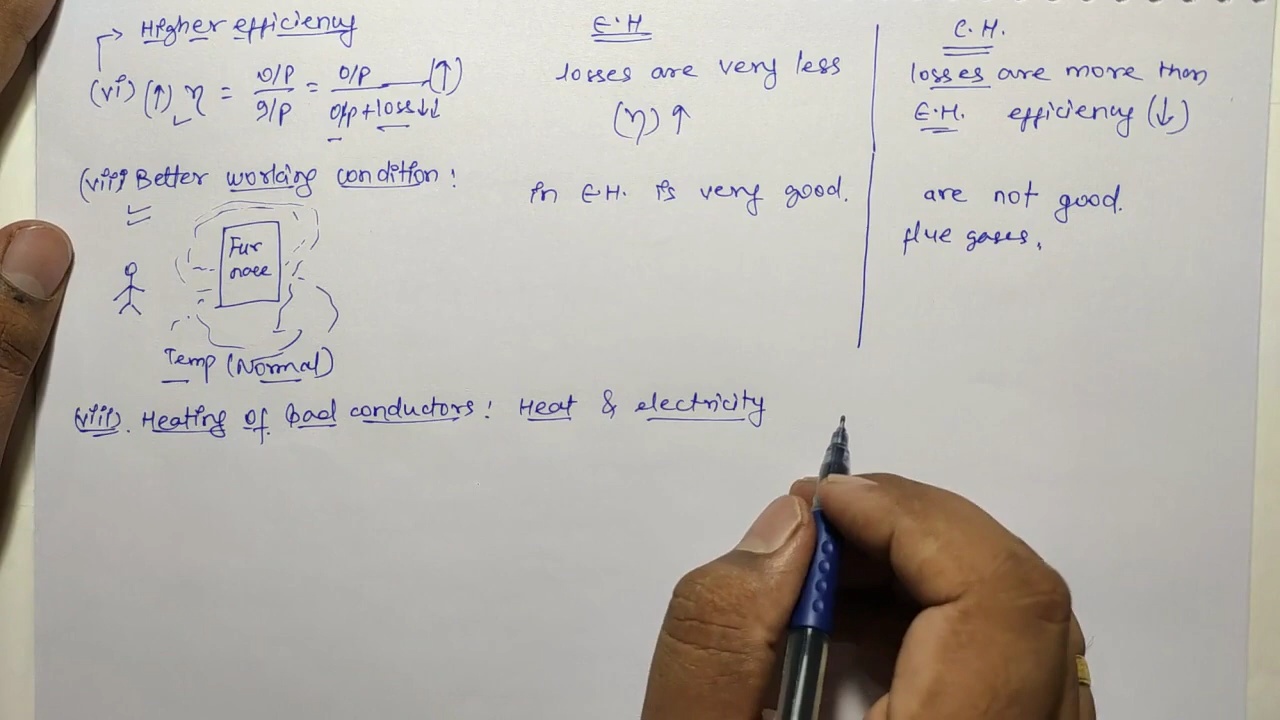 Higher efficiency
(vi) (↑) η = O/P / I/P = O/P / O/P + loss↓↓ (↑)
E.H
losses are very less
(η) ↑
C.H.
losses are more than
E.H. efficiency (↓)
(vii) Better working condition :
in E.H. is very good.
are not good.
flue gases.
Fur
nace
Temp (Normal)
(viii). Heating of Bad conductors : Heat & electricity